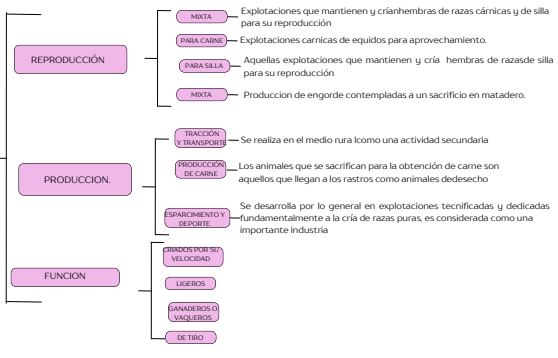 REPRODUCCIÓN
MIXTA
Explotaciones que mantienen y críanhembras de razas cárnicas y de silla
para su reproducción
PARA CARNE
Explotaciones carnicas de equidos para aprovechamiento.
PARA SILLA
Aquellas explotaciones que mantienen y cría hembras de razasde silla
para su reproducción
MIXTA
Produccion de engorde contempladas a un sacrificio en matadero.
PRODUCCION.
TRACCIÓN
Y TRANSPORTE
Se realiza en el medio rura lcomo una actividad secundaria
PRODUCCIÓN
DE CARNE
Los animales que se sacrifican para la obtención de carne son
aquellos que llegan a los rastros como animales dedesecho
ESPARCIMIENTO Y
DEPORTE
Se desarrolla por lo general en explotaciones tecnificadas y dedicadas
fundamentalmente a la cría de razas puras, es considerada como una
importante industria
FUNCION
CRIADOS POR SU
VELOCIDAD
LIGEROS
GANADEROS O
VAQUEROS
DE TIRO